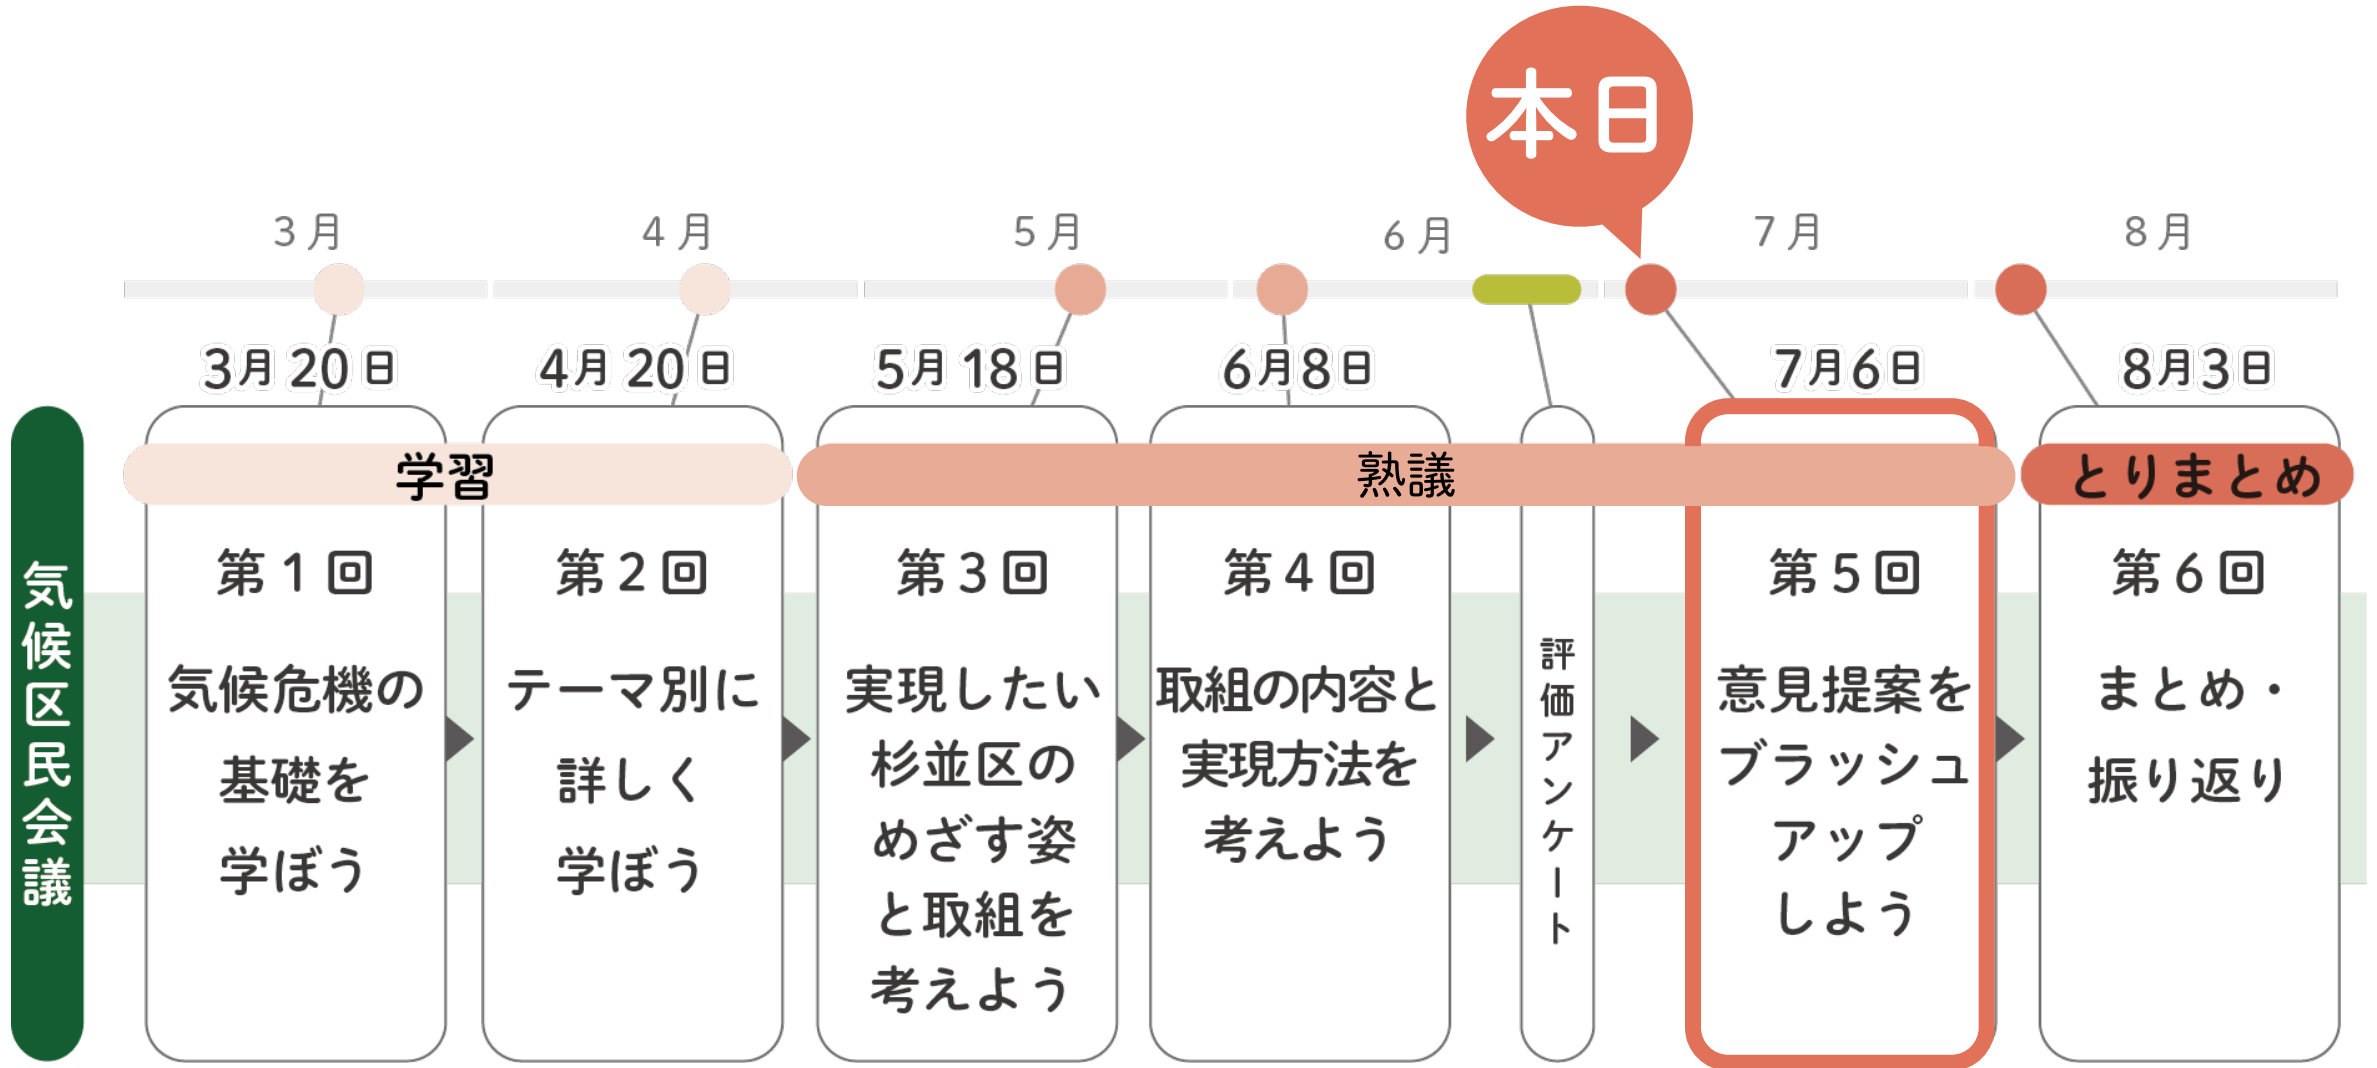 本日
3月
4月
5月
6月
7月
8月
3月20日
4月20日
5月18日
6月8日
7月6日
8月3日
気候区民会議
学習
熟議
とりまとめ
第1回
気候危機の
基礎を
学ぼう
第2回
テーマ別に
詳しく
学ぼう
第3回
実現したい
杉並区の
めざす姿
と取組を
考えよう
第4回
取組の内容と
実現方法を
考えよう
評価アンケート
第5回
意見提案を
ブラッシュ
アップ
しよう
第6回
まとめ・
振り返り